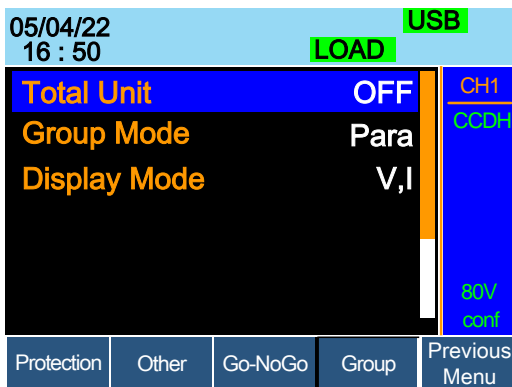 05/04/22 USB
16 : 50 LOAD
Total Unit OFF CH1
Group Mode Para CCDH
Display Mode V,I
80V
conf
Protection Other Go-NoGo Group Previous
Menu